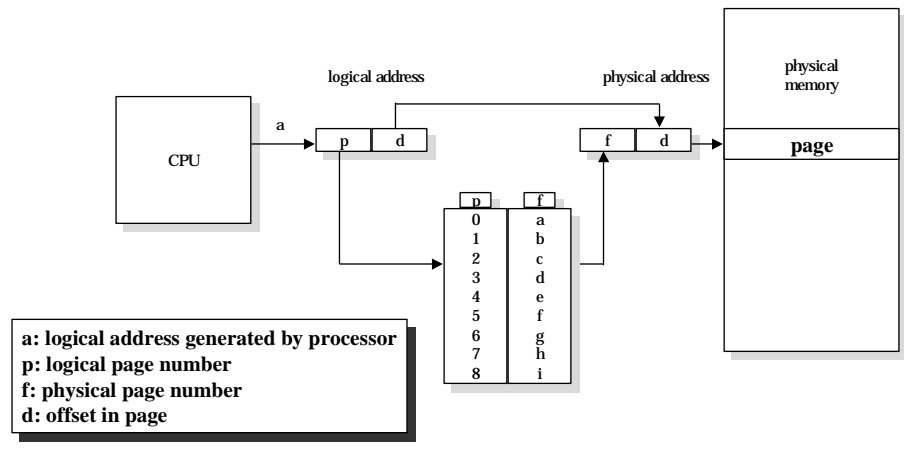 logical address
physical address
physical
memory
a
CPU
p d
f d
page
p f
0 a
1 b
2 c
3 d
4 e
5 f
6 g
7 h
8 i
a: logical address generated by processor
p: logical page number
f: physical page number
d: offset in page